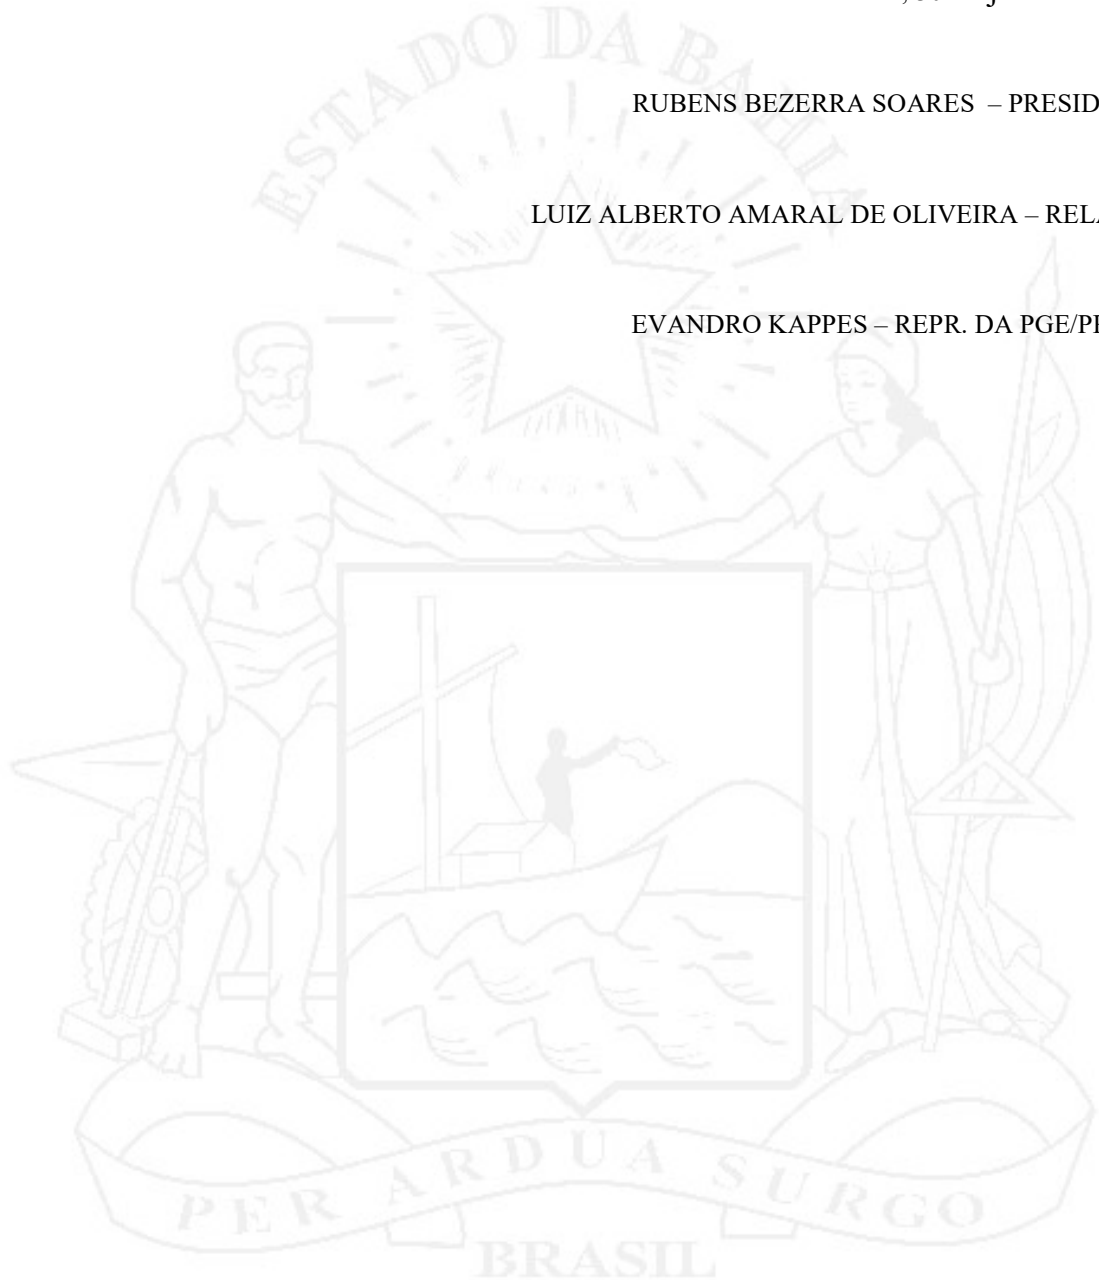 ESTADO DA BAHIA
RUBENS BEZERRA SOARES – PRESID
LUIZ ALBERTO AMARAL DE OLIVEIRA – RELA
EVANDRO KAPPES – REPR. DA PGE/P
PER ARDUA SURGO
BRASIL